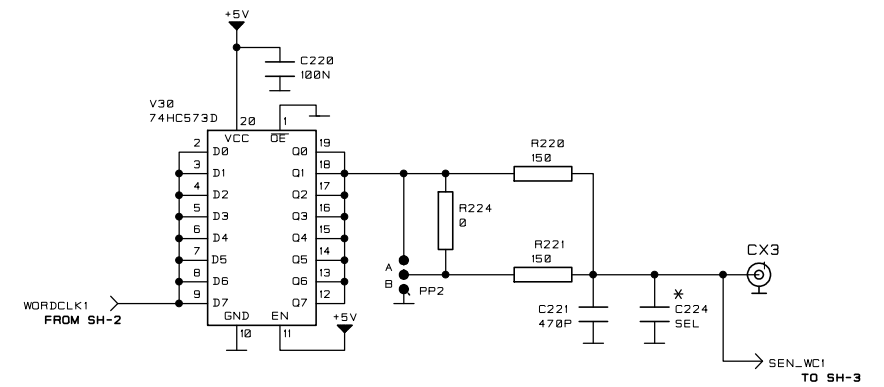 +5V
C220
100N
V30
74HC573D
20
1
VCC
OE
2
D0
Q0
19
3
D1
Q1
18
4
D2
Q2
17
5
D3
Q3
16
6
D4
Q4
15
7
D5
Q5
14
8
D6
Q6
13
9
D7
Q7
12
GND
EN
10
11
+5V
WORDCLK1
FROM SH-2
R220
150
R224
0
A
B
PP2
R221
150
C221
470P
*
C224
SEL
CX3
1
SEN_WC1
TO SH-3